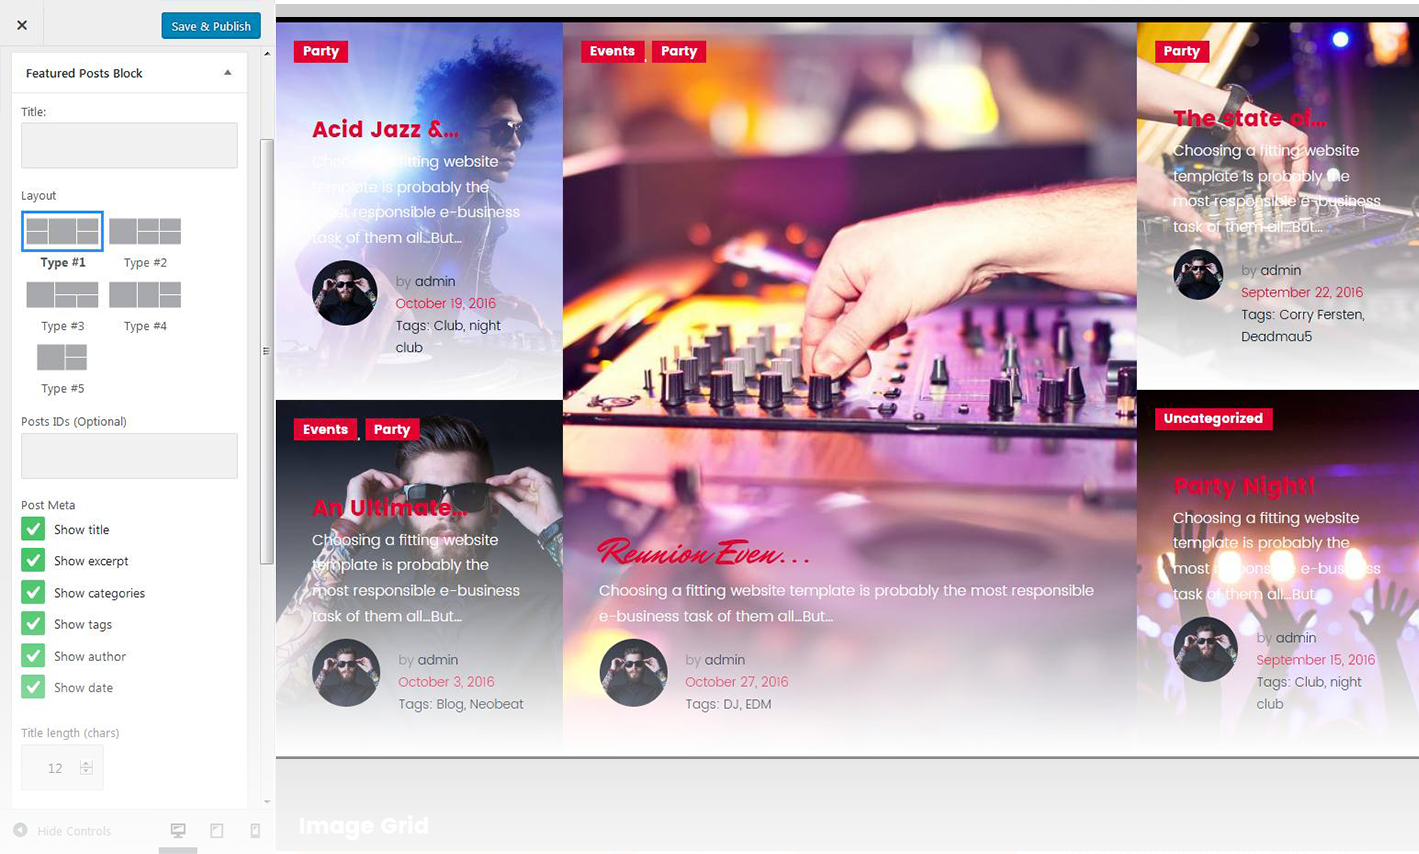 Save & Publish
Featured Posts Block
Title:
Layout
Type #1
Type #2
Type #3
Type #4
Type #5
Posts IDs (Optional)
Post Meta
Show title
Show excerpt
Show categories
Show tags
Show author
Show date
Title length (chars)
12
Hide Controls
Party
Acid Jazz &...
Choosing a fitting website
template is probably the
most responsible e-business
task of them all...But...
by admin
October 19, 2016
Tags: Club, night
club
Events, Party
An Ultimate...
Choosing a fitting website
template is probably the
most responsible e-business
task of them all...But...
by admin
October 3, 2016
Tags: Blog, Neobeat
Events, Party
Reunion Even...
Choosing a fitting website template is probably the most responsible
e-business task of them all...But...
by admin
October 27, 2016
Tags: DJ, EDM
Party
The state of...
Choosing a fitting website
template is probably the
most responsible e-business
task of them all...But...
by admin
September 22, 2016
Tags: Corry Fersten,
Deadmau5
Uncategorized
Party Night!
Choosing a fitting website
template is probably the
most responsible e-business
task of them all...But...
by admin
September 15, 2016
Tags: Club, night
club
Image Grid